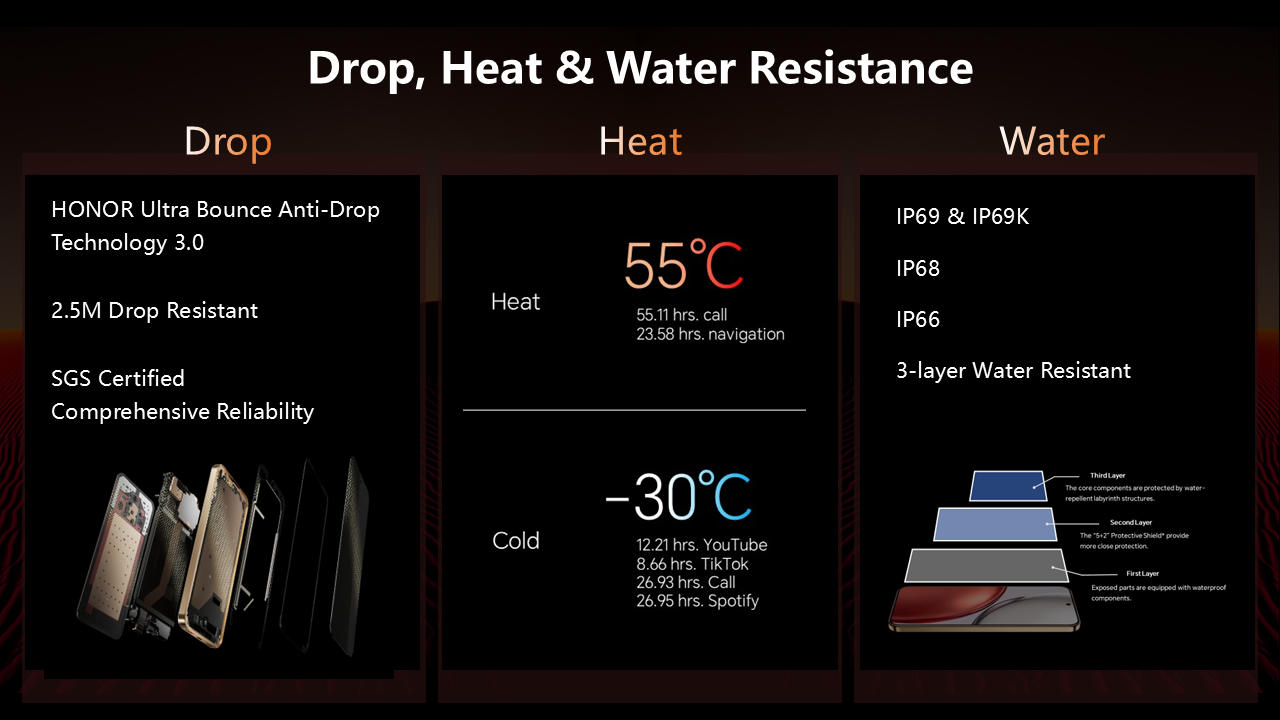 Drop, Heat & Water Resistance
Drop
HONOR Ultra Bounce Anti-Drop
Technology 3.0
2.5M Drop Resistant
SGS Certified
Comprehensive Reliability
Heat
Heat
55°C
55.11 hrs. call
23.58 hrs. navigation
Cold
-30°C
12.21 hrs. YouTube
8.66 hrs. TikTok
26.93 hrs. Call
26.95 hrs. Spotify
Water
IP69 & IP69K
IP68
IP66
3-layer Water Resistant
Third Layer
The core components are protected by water-
repellent labyrinth structures.
Second Layer
The "5+2" Protective Shield* provide
more close protection.
First Layer
Exposed parts are equipped with waterproof
components.